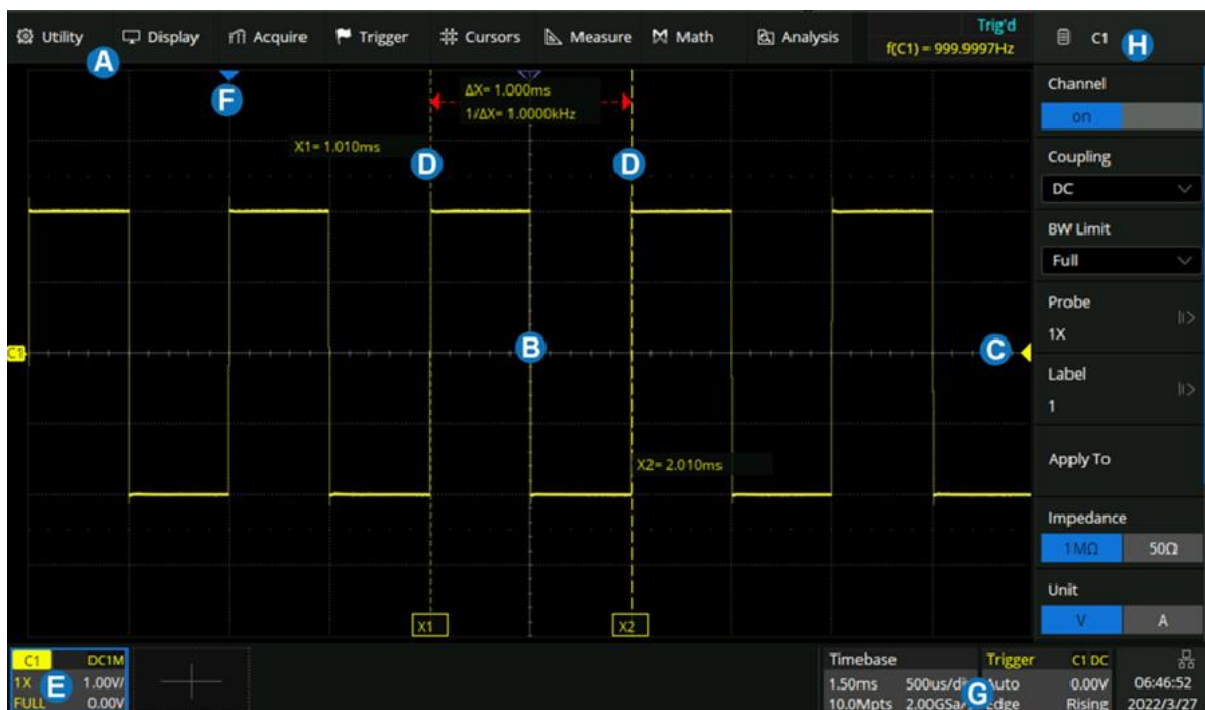 Utility Display Acquire Trigger Cursors Measure Math Analysis
Trig'd
f(C1) = 999.9997Hz
C1
A
H
F
ΔX= 1.000ms
1/ΔX= 1.0000kHz
X1= 1.010ms
D D
B
C
C1
X2= 2.010ms
X1 X2
Channel
on
Coupling
DC
BW Limit
Full
Probe
1X
Label
1
Apply To
Impedance
1MΩ 50Ω
Unit
V A
C1 DC1M
1X 1.00V/
FULL 0.00V
E
Timebase
1.50ms 500us/di
10.0Mpts 2.00GSa/
G
Trigger C1 DC
Auto 0.00V
Rising
06:46:52
2022/3/27